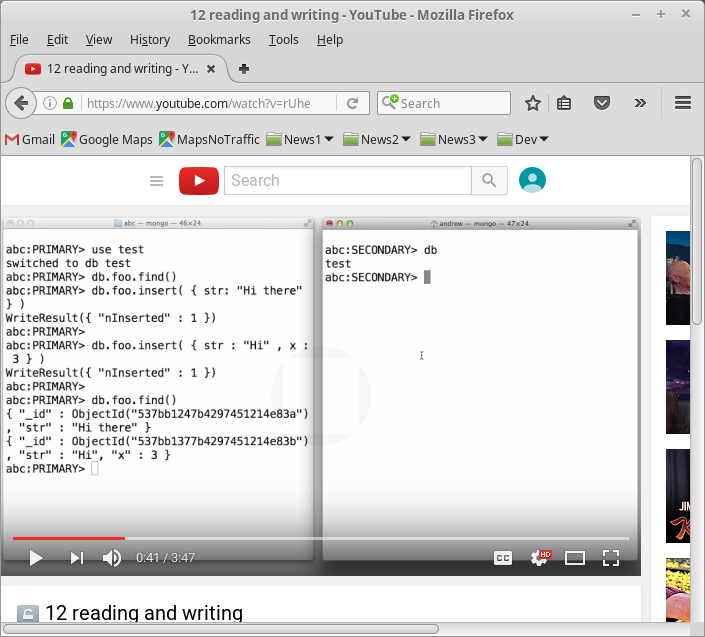 12 reading and writing - YouTube - Mozilla Firefox
File Edit View History Bookmarks Tools Help
12 reading and writing - Y...
https://www.youtube.com/watch?v=rUhe
Search
Gmail Google Maps MapsNoTraffic News1 News2 News3 Dev
Search
abc — mongo — 46×24
abc:PRIMARY> use test
switched to db test
abc:PRIMARY> db.foo.find()
abc:PRIMARY> db.foo.insert( { str: "Hi there"
} )
WriteResult({ "nInserted" : 1 })
abc:PRIMARY>
abc:PRIMARY> db.foo.insert( { str : "Hi" , x :
3 } )
WriteResult({ "nInserted" : 1 })
abc:PRIMARY>
abc:PRIMARY> db.foo.find()
{ "_id" : ObjectId("537bb1247b4297451214e83a")
, "str" : "Hi there" }
{ "_id" : ObjectId("537bb1377b4297451214e83b")
, "str" : "Hi", "x" : 3 }
abc:PRIMARY>
andrew — mongo — 47×24
abc:SECONDARY> db
test
abc:SECONDARY>
JIM
0:41 / 3:47
CC
HD
12 reading and writing